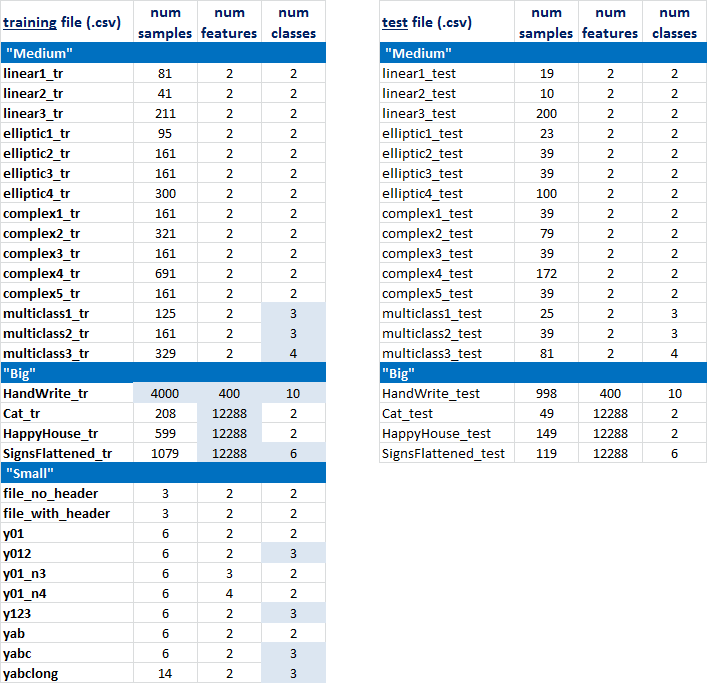 training file (.csv) num samples num features num classes
"Medium"
linear1_tr 81 2 2
linear2_tr 41 2 2
linear3_tr 211 2 2
elliptic1_tr 95 2 2
elliptic2_tr 161 2 2
elliptic3_tr 161 2 2
elliptic4_tr 300 2 2
complex1_tr 161 2 2
complex2_tr 321 2 2
complex3_tr 161 2 2
complex4_tr 691 2 2
complex5_tr 161 2 2
multiclass1_tr 125 2 3
multiclass2_tr 161 2 3
multiclass3_tr 329 2 4
"Big"
HandWrite_tr 4000 400 10
Cat_tr 208 12288 2
HappyHouse_tr 599 12288 2
SignsFlattened_tr 1079 12288 6
"Small"
file_no_header 3 2 2
file_with_header 3 2 2
y01 6 2 2
y012 6 2 3
y01_n3 6 3 2
y01_n4 6 4 2
y123 6 2 3
yab 6 2 2
yabc 6 2 3
yabclong 14 2 3
test file (.csv) num samples num features num classes
"Medium"
linear1_test 19 2 2
linear2_test 10 2 2
linear3_test 200 2 2
elliptic1_test 23 2 2
elliptic2_test 39 2 2
elliptic3_test 39 2 2
elliptic4_test 100 2 2
complex1_test 39 2 2
complex2_test 79 2 2
complex3_test 39 2 2
complex4_test 172 2 2
complex5_test 39 2 2
multiclass1_test 25 2 3
multiclass2_test 39 2 3
multiclass3_test 81 2 4
"Big"
HandWrite_test 998 400 10
Cat_test 49 12288 2
HappyHouse_test 149 12288 2
SignsFlattened_test 119 12288 6